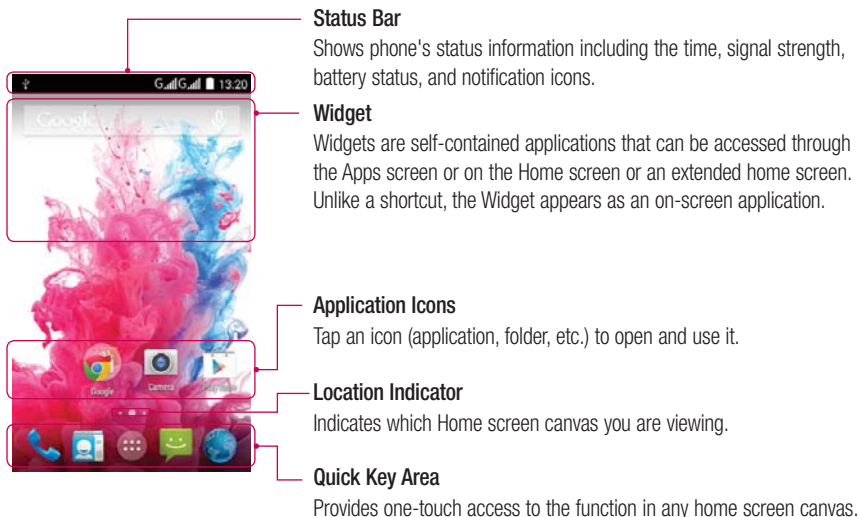 Status Bar
Shows phone's status information including the time, signal strength,
battery status, and notification icons.
G G 13:20
Google
Widget
Widgets are self-contained applications that can be accessed through
the Apps screen or on the Home screen or an extended home screen.
Unlike a shortcut, the Widget appears as an on-screen application.
Application Icons
Tap an icon (application, folder, etc.) to open and use it.
Google Camera Play Store
Location Indicator
Indicates which Home screen canvas you are viewing.
Quick Key Area
Provides one-touch access to the function in any home screen canvas.